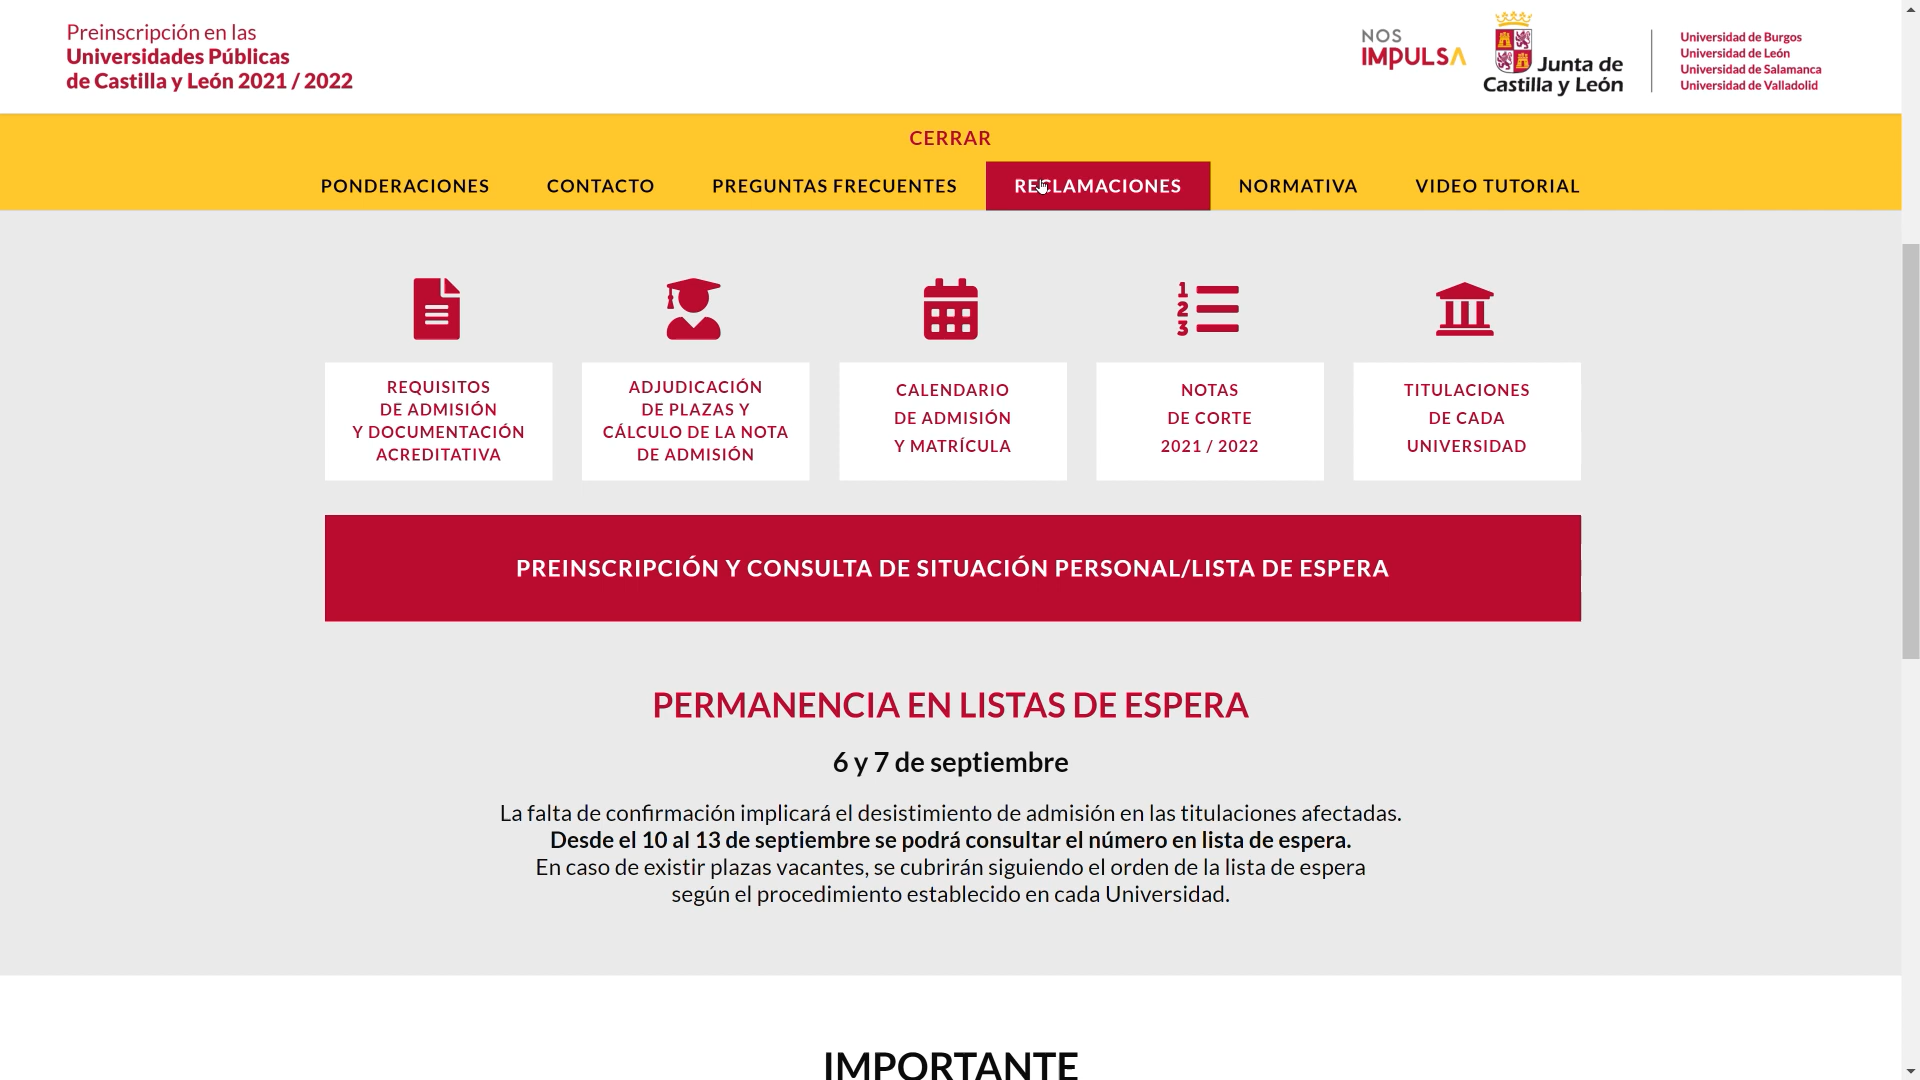 Preinscripción en las
Universidades Públicas
de Castilla y León 2021 / 2022
NOS
IMPULSA
Junta de
Castilla y León
Universidad de Burgos
Universidad de León
Universidad de Salamanca
Universidad de Valladolid
CERRAR
PONDERACIONES CONTACTO PREGUNTAS FRECUENTES RECLAMACIONES NORMATIVA VIDEO TUTORIAL
REQUISITOS
DE ADMISIÓN
Y DOCUMENTACIÓN
ACREDITATIVA
ADJUDICACIÓN
DE PLAZAS Y
CÁLCULO DE LA NOTA
DE ADMISIÓN
CALENDARIO
DE ADMISIÓN
Y MATRÍCULA
1
2
3
NOTAS
DE CORTE
2021 / 2022
TITULACIONES
DE CADA
UNIVERSIDAD
PREINSCRIPCIÓN Y CONSULTA DE SITUACIÓN PERSONAL/LISTA DE ESPERA
PERMANENCIA EN LISTAS DE ESPERA
6 y 7 de septiembre
La falta de confirmación implicará el desistimiento de admisión en las titulaciones afectadas.
Desde el 10 al 13 de septiembre se podrá consultar el número en lista de espera.
En caso de existir plazas vacantes, se cubrirán siguiendo el orden de la lista de espera
según el procedimiento establecido en cada Universidad.
IMPORTANTE